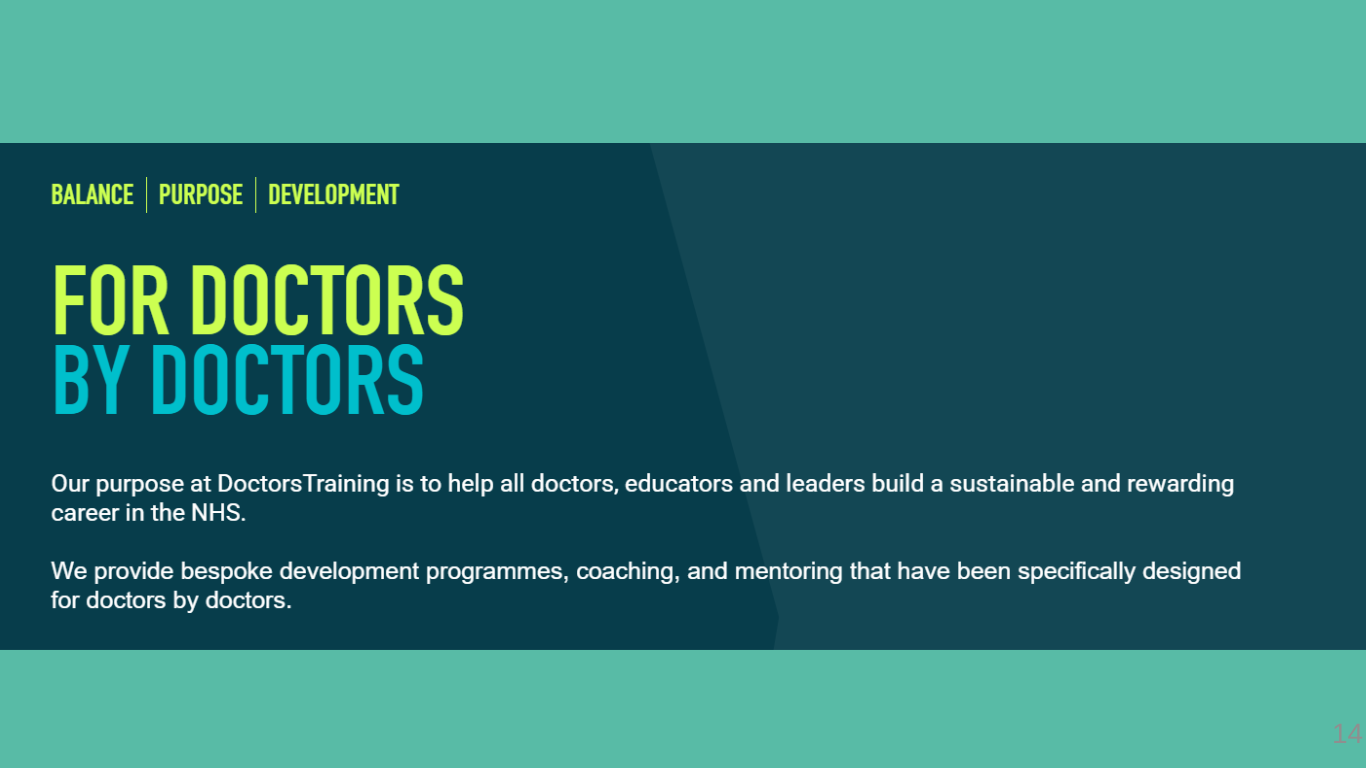 BALANCE | PURPOSE | DEVELOPMENT
FOR DOCTORS
BY DOCTORS
Our purpose at DoctorsTraining is to help all doctors, educators and leaders build a sustainable and rewarding
career in the NHS.
We provide bespoke development programmes, coaching, and mentoring that have been specifically designed
for doctors by doctors.
14